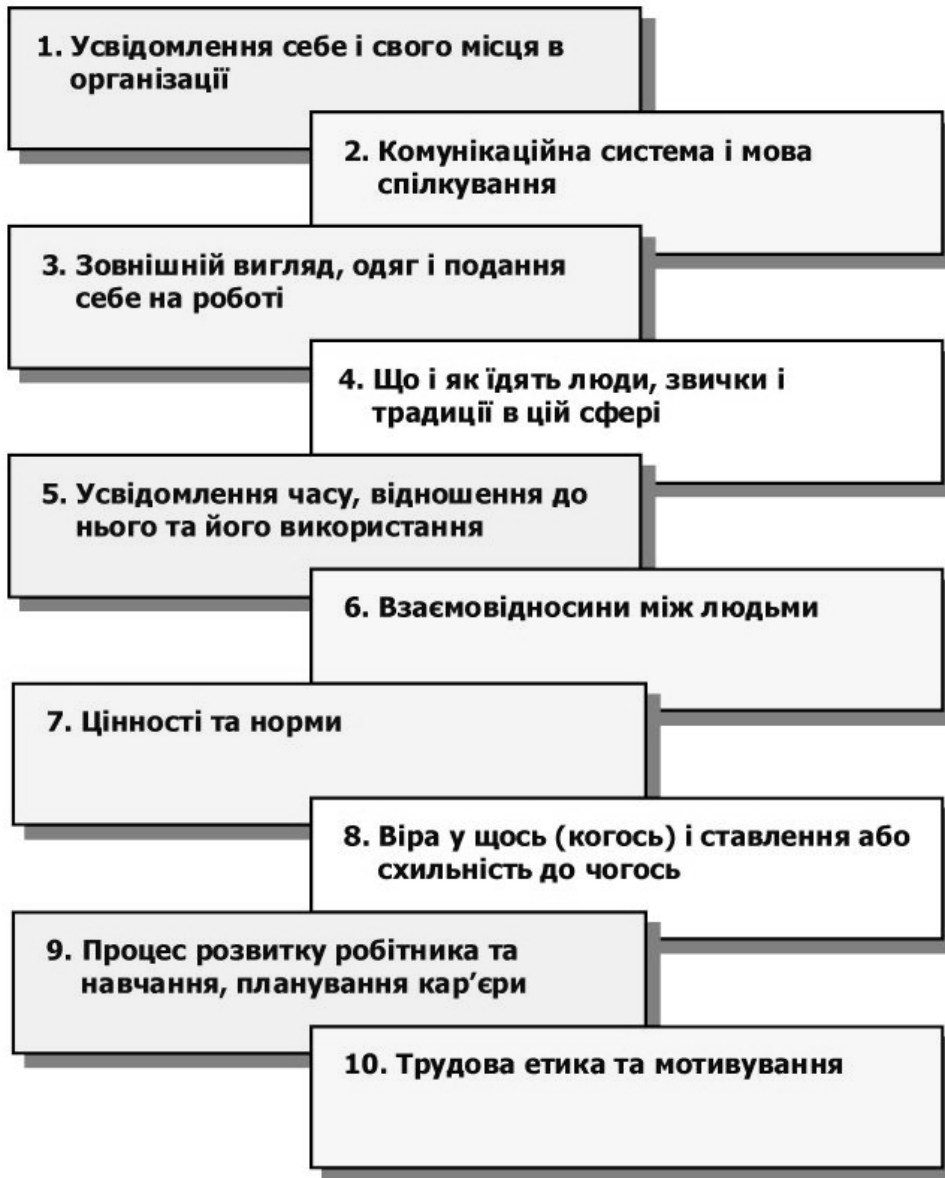 1. Усвідомлення себе і свого місця в
організації
2. Комунікаційна система і мова
спілкування
3. Зовнішній вигляд, одяг і подання
себе на роботі
4. Що і як їдять люди, звички і
традиції в цій сфері
5. Усвідомлення часу, відношення до
нього та його використання
6. Взаємовідносини між людьми
7. Цінності та норми
8. Віра у щось (когось) і ставлення або
схильність до чогось
9. Процес розвитку робітника та
навчання, планування кар’єри
10. Трудова етика та мотивування